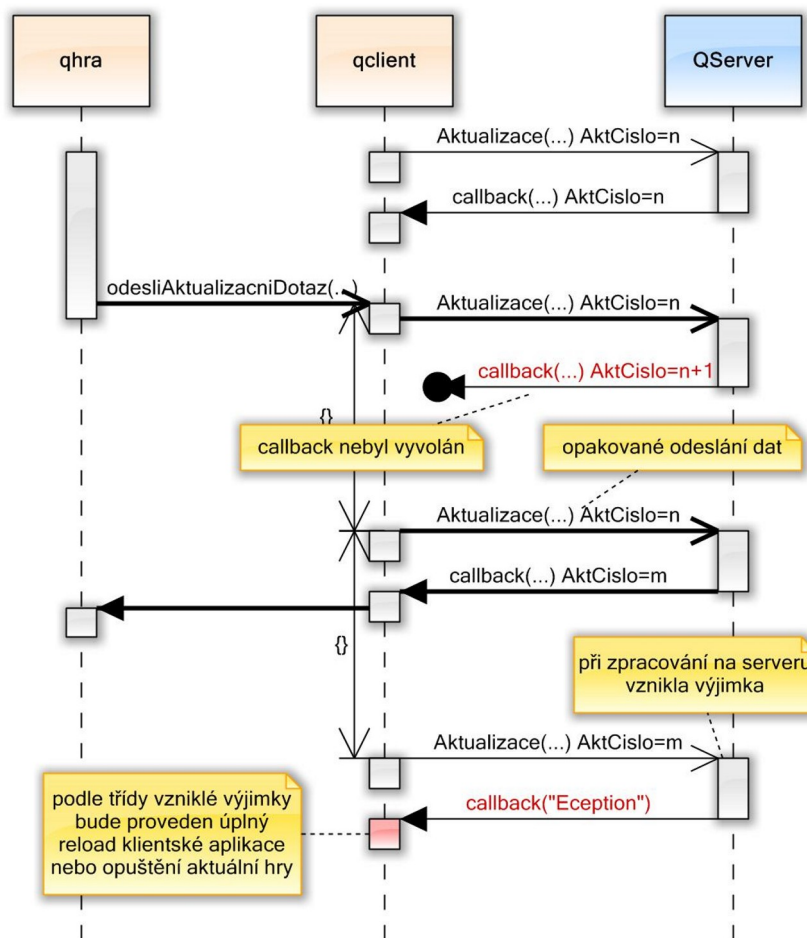 qhra
qclient
QServer
Aktualizace(...) AktCislo=n
callback(...) AktCislo=n
odesliAktualizacniDotaz(...)
Aktualizace(...) AktCislo=n
callback(...) AktCislo=n+1
{}
callback nebyl vyvolán
opakované odeslání dat
Aktualizace(...) AktCislo=n
callback(...) AktCislo=m
{}
při zpracování na serveru
vznikla výjimka
Aktualizace(...) AktCislo=m
callback("Eception")
podle třídy vzniklé výjimky
bude proveden úplný
reload klientské aplikace
nebo opuštění aktuální hry